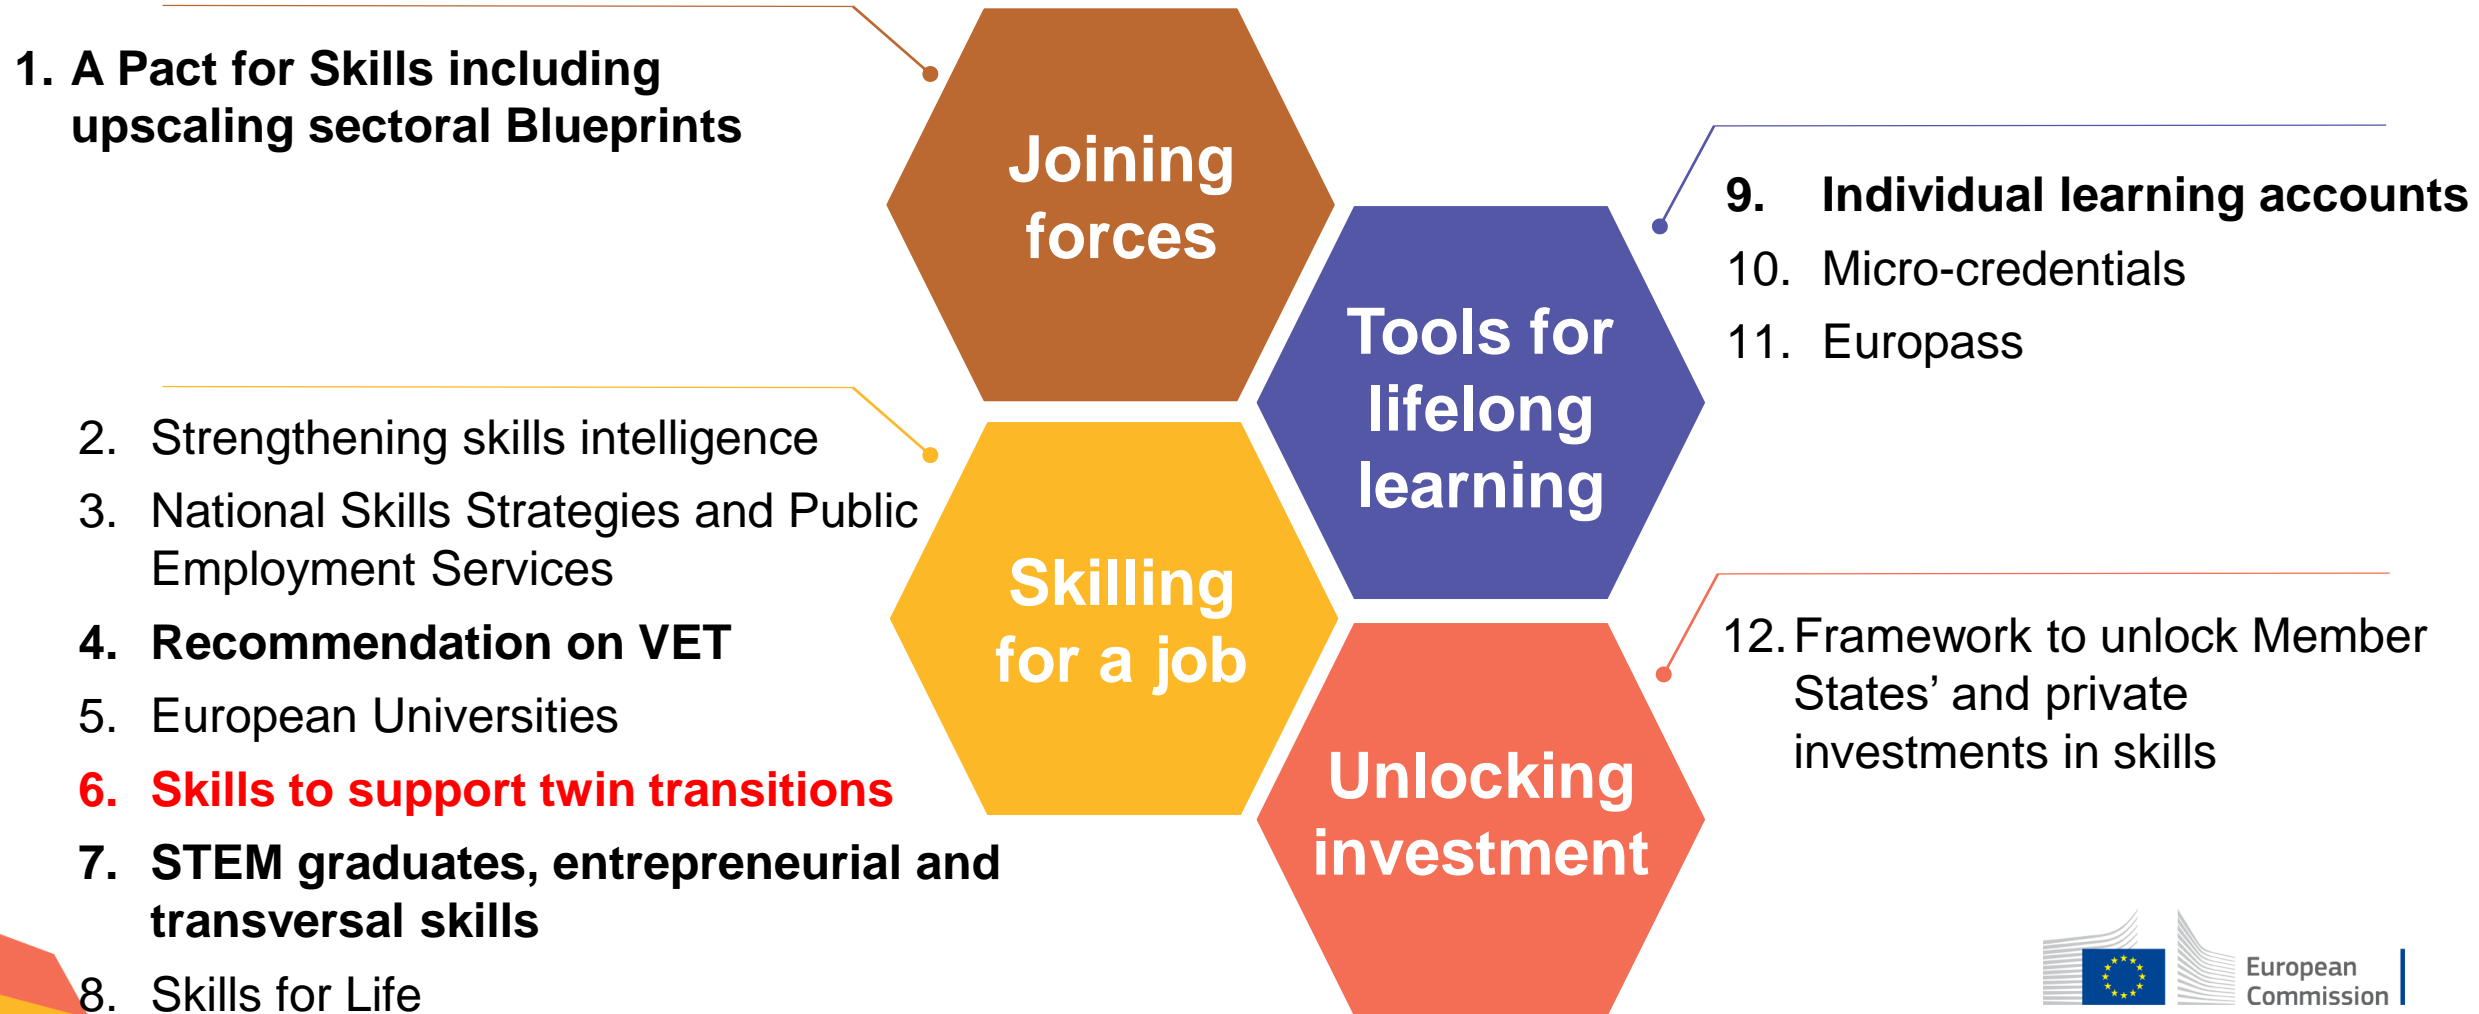 1. A Pact for Skills including
upscaling sectoral Blueprints
Joining
forces
2. Strengthening skills intelligence
3. National Skills Strategies and Public
Employment Services
4. Recommendation on VET
5. European Universities
6. Skills to support twin transitions
7. STEM graduates, entrepreneurial and
transversal skills
8. Skills for Life
Skilling
for a job
Tools for
lifelong
learning
9. Individual learning accounts
10. Micro-credentials
11. Europass
Unlocking
investment
12. Framework to unlock Member
States’ and private
investments in skills
European
Commission